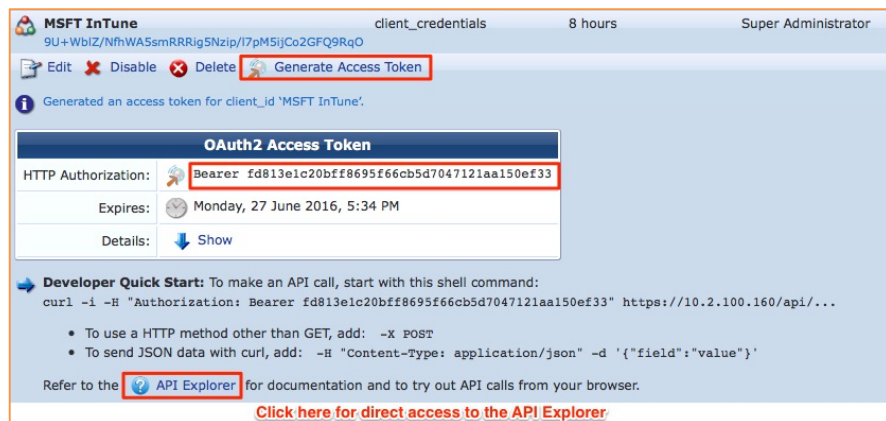 MSFT InTune client_credentials 8 hours Super Administrator
9U+WblZ/NfhWA5smRRRig5Nzip/l7pM5ijCo2GFQ9RqO
Edit Disable Delete Generate Access Token
Generated an access token for client_id 'MSFT InTune'.
OAuth2 Access Token
HTTP Authorization: Bearer fd813e1c20bff8695f66cb5d7047121aa150ef33
Expires: Monday, 27 June 2016, 5:34 PM
Details: Show
Developer Quick Start: To make an API call, start with this shell command:
curl -i -H "Authorization: Bearer fd813e1c20bff8695f66cb5d7047121aa150ef33" https://10.2.100.160/api/...
• To use a HTTP method other than GET, add: -X POST
• To send JSON data with curl, add: -H "Content-Type: application/json" -d '{"field":"value"}'
Refer to the API Explorer for documentation and to try out API calls from your browser.
Click here for direct access to the API Explorer